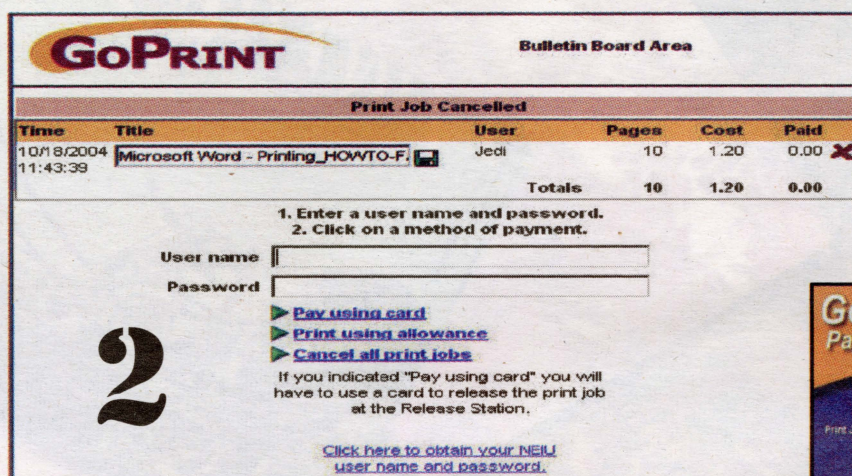 GOPRINT
Bulletin Board Area
Print Job Cancelled
Time Title User Pages Cost Paid
10/18/2004 Microsoft Word - Printing_HOWTO-F. Jedi 10 1.20 0.00
11:43:39
Totals 10 1.20 0.00
1. Enter a user name and password.
2. Click on a method of payment.
User name
Password
Pay using card
Print using allowance
Cancel all print jobs
If you indicated "Pay using card" you will
have to use a card to release the print job
at the Release Station.
Click here to obtain your NEIU
user name and password.
2
G
Pa
Print J